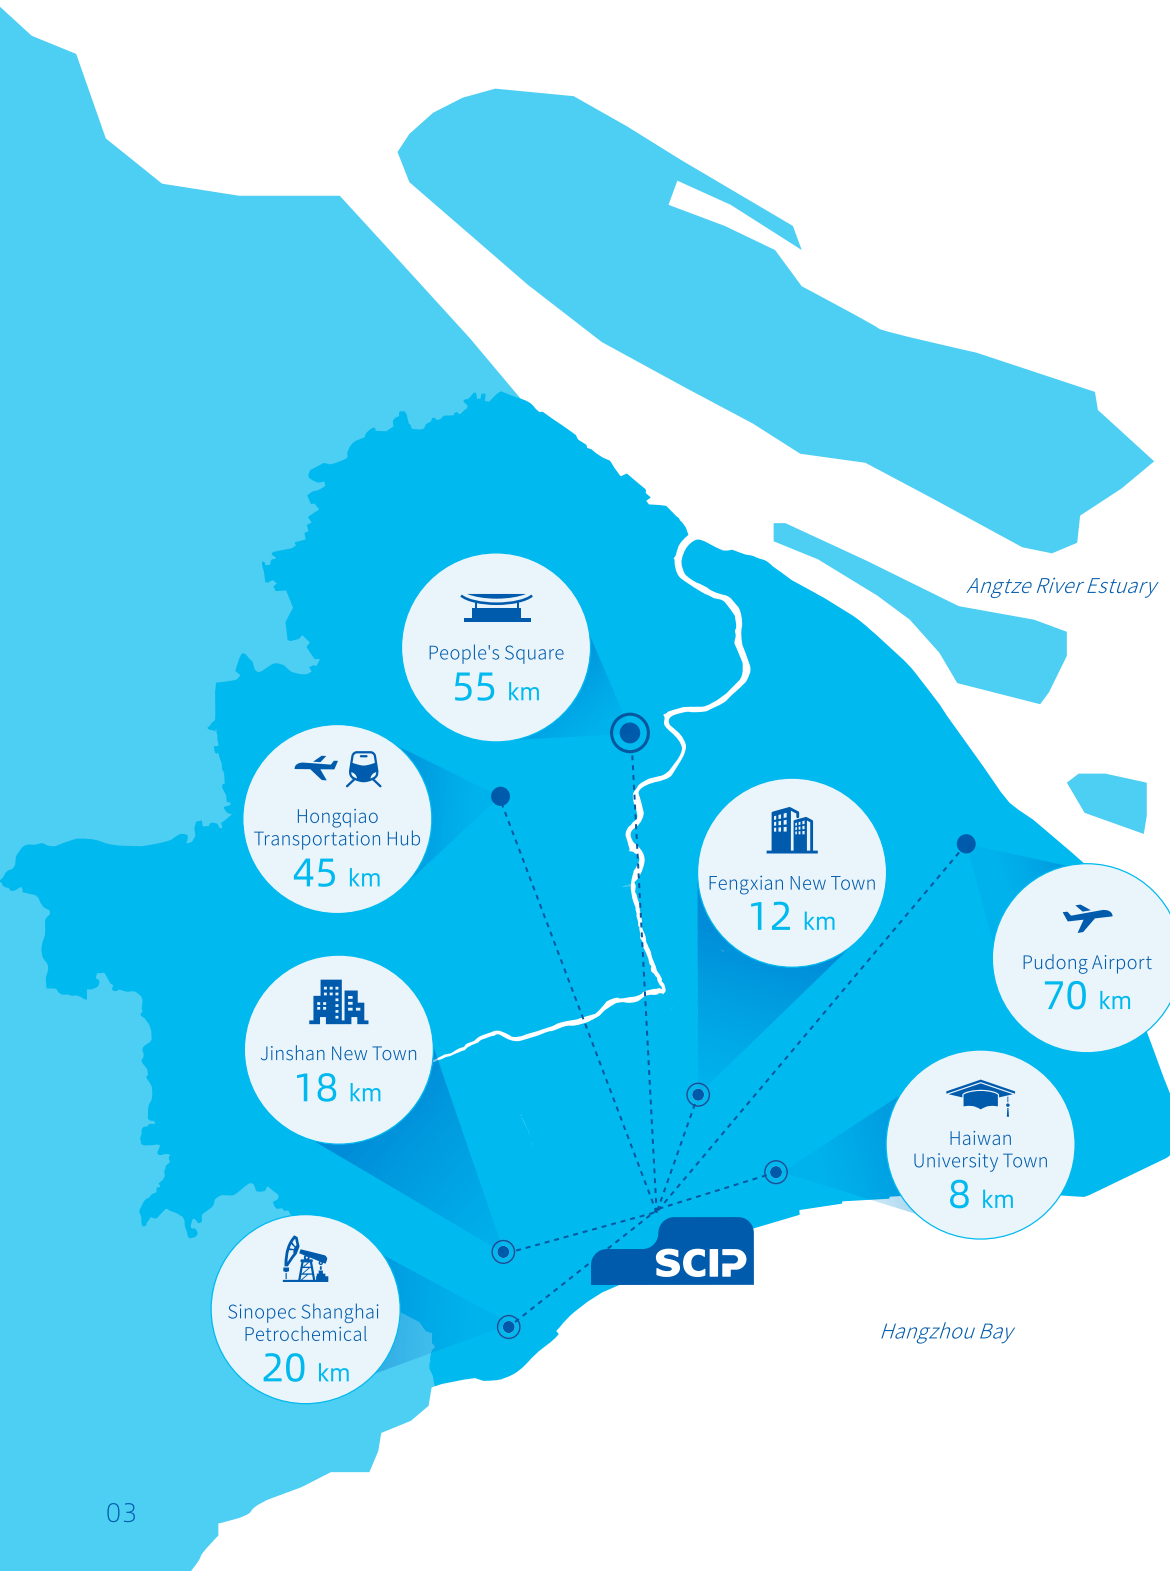 Angtze River Estuary
People's Square
55 km
Hongqiao
Transportation Hub
45 km
Fengxian New Town
12 km
Pudong Airport
70 km
Jinshan New Town
18 km
Haiwan
University Town
8 km
SCIP
Sinopec Shanghai
Petrochemical
20 km
Hangzhou Bay
03